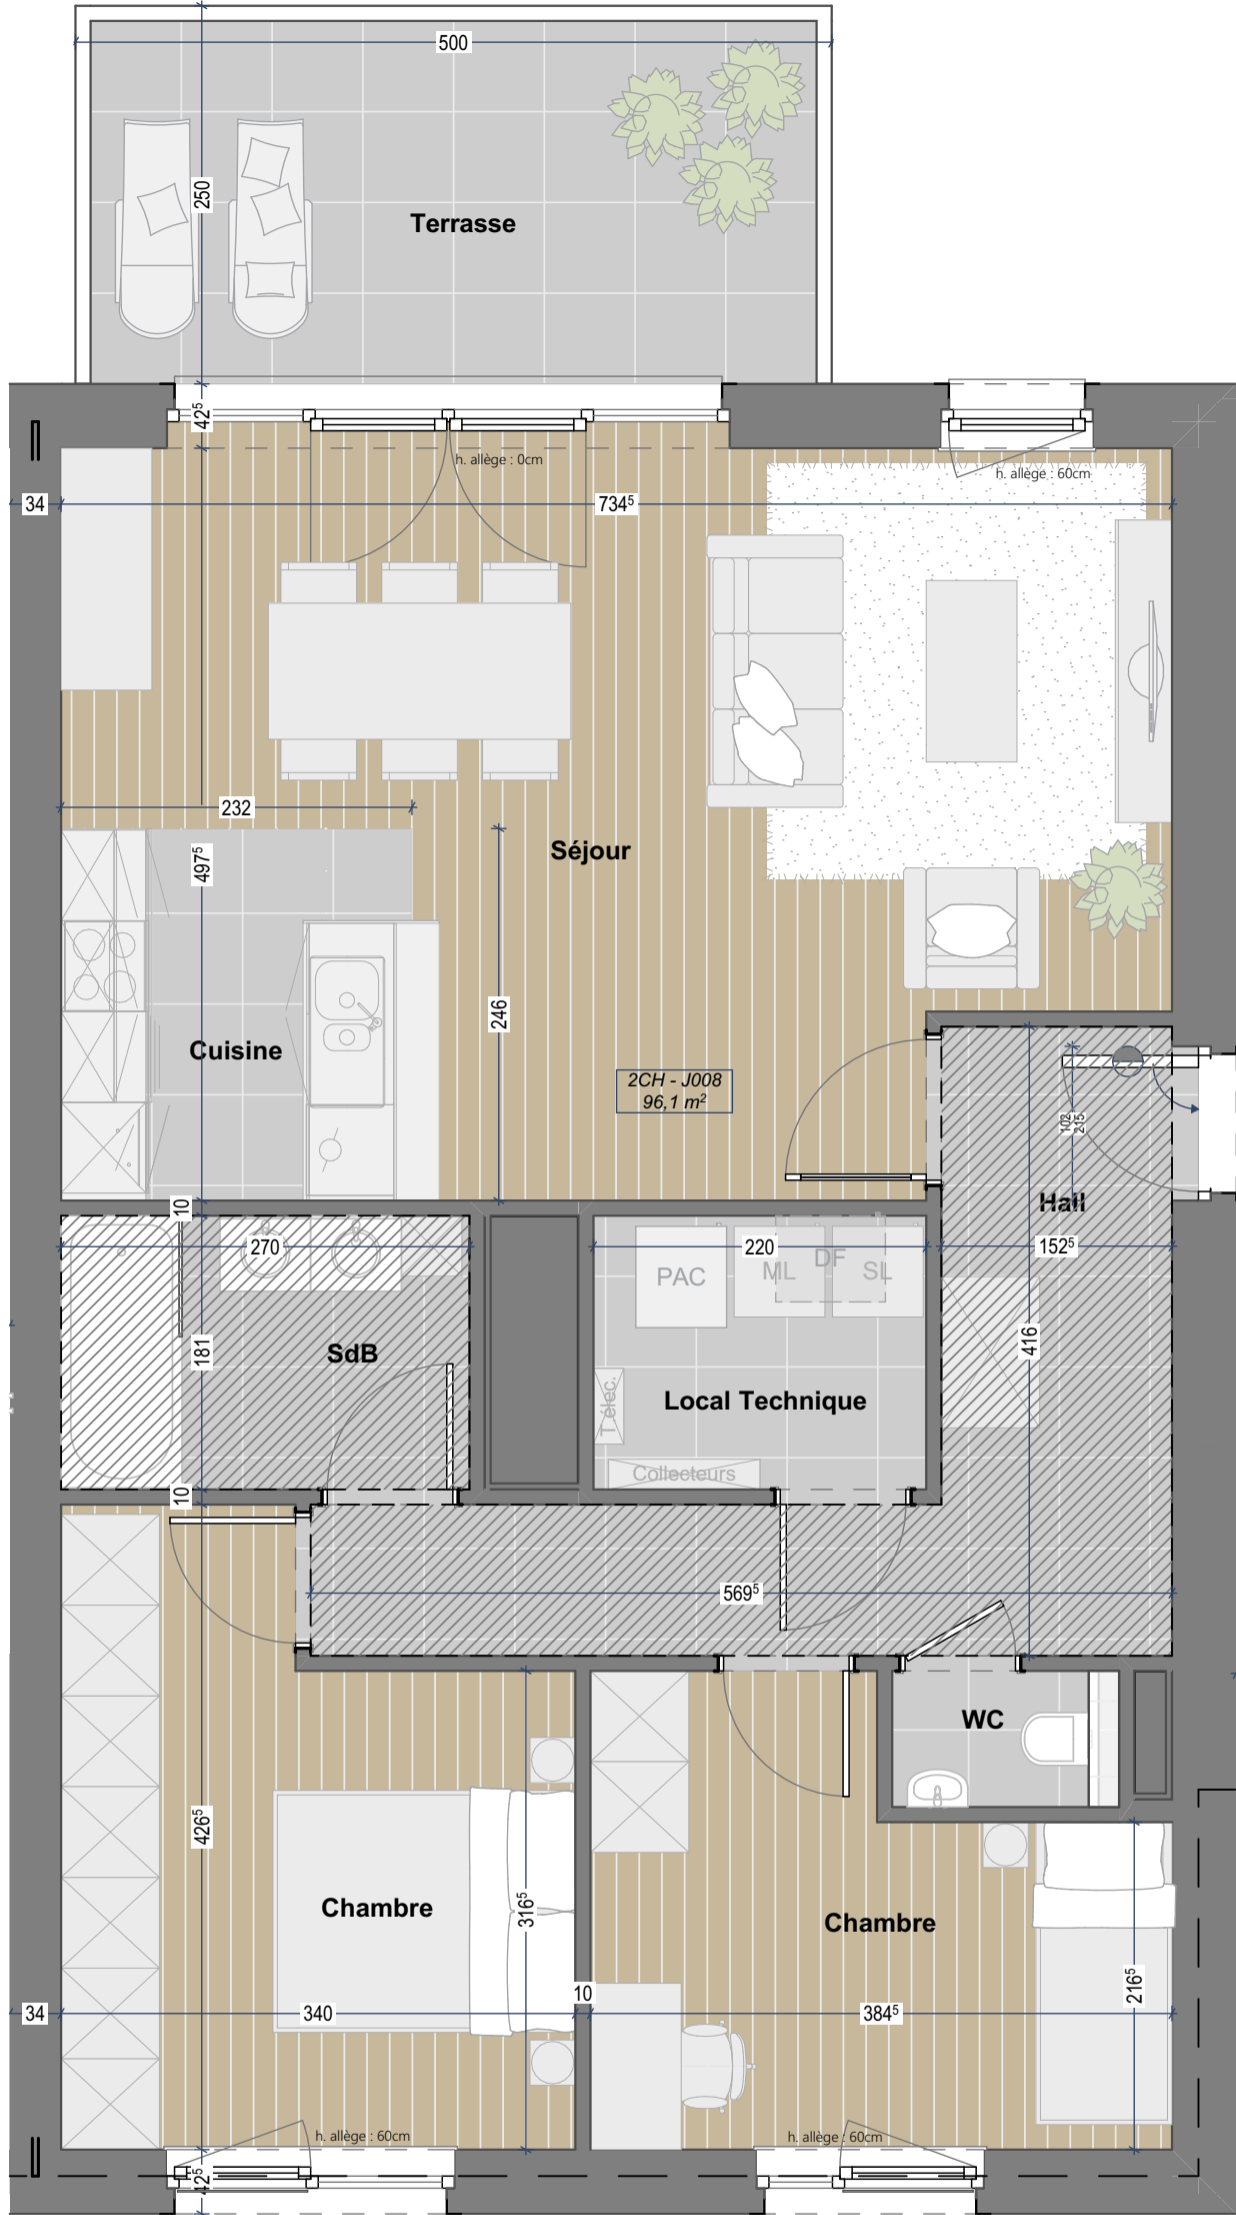 500
250
Terrasse
42⁵
h. allège : 0cm
h. allège : 60cm
34
734⁵
232
Séjour
497⁵
246
Cuisine
2CH - J008
96,1 m²
102
215
Hall
10
270
220
152⁵
PAC
ML
DF
SL
181
SdB
416
Local Technique
T.élec.
Collecteurs
10
569⁵
WC
426⁵
316⁵
Chambre
Chambre
216⁵
10
34
340
384⁵
h. allège : 60cm
h. allège : 60cm
42⁵